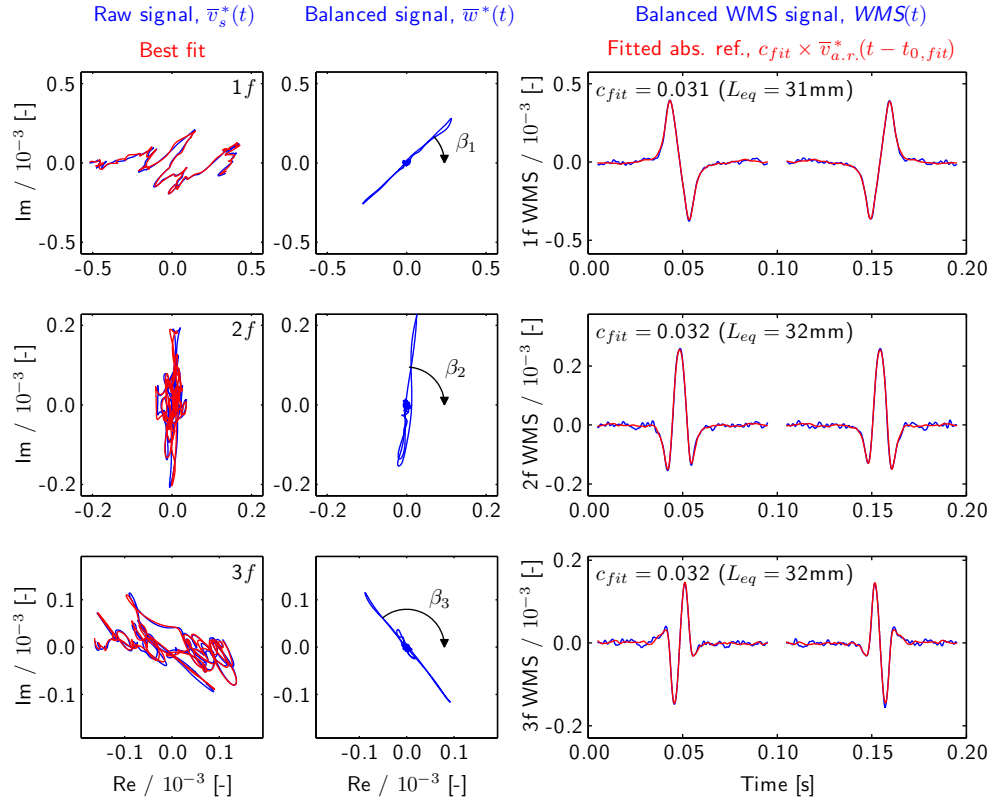 Raw signal, v̅*ₛ(t)
Best fit
Balanced signal, w̅*(t)
Balanced WMS signal, WMS(t)
Fitted abs. ref., c_fit × v̅*_a.r.(t − t_0,fit)
Im / 10⁻³ [-]
0.5
0.0
-0.5
1f
-0.5 0.0 0.5
0.5
0.0
-0.5
β₁
-0.5 0.0 0.5
1f WMS / 10⁻³ [-]
0.5
0.0
-0.5
c_fit = 0.031 (L_eq = 31mm)
0.00 0.05 0.10 0.15 0.20
Im / 10⁻³ [-]
0.2
0.0
-0.2
2f
-0.2 0.0 0.2
0.2
0.0
-0.2
β₂
-0.2 0.0 0.2
2f WMS / 10⁻³ [-]
0.2
0.0
-0.2
c_fit = 0.032 (L_eq = 32mm)
0.00 0.05 0.10 0.15 0.20
Im / 10⁻³ [-]
0.1
0.0
-0.1
3f
-0.1 0.0 0.1
Re / 10⁻³ [-]
0.1
0.0
-0.1
β₃
-0.1 0.0 0.1
Re / 10⁻³ [-]
3f WMS / 10⁻³ [-]
0.2
0.0
-0.2
c_fit = 0.032 (L_eq = 32mm)
0.00 0.05 0.10 0.15 0.20
Time [s]